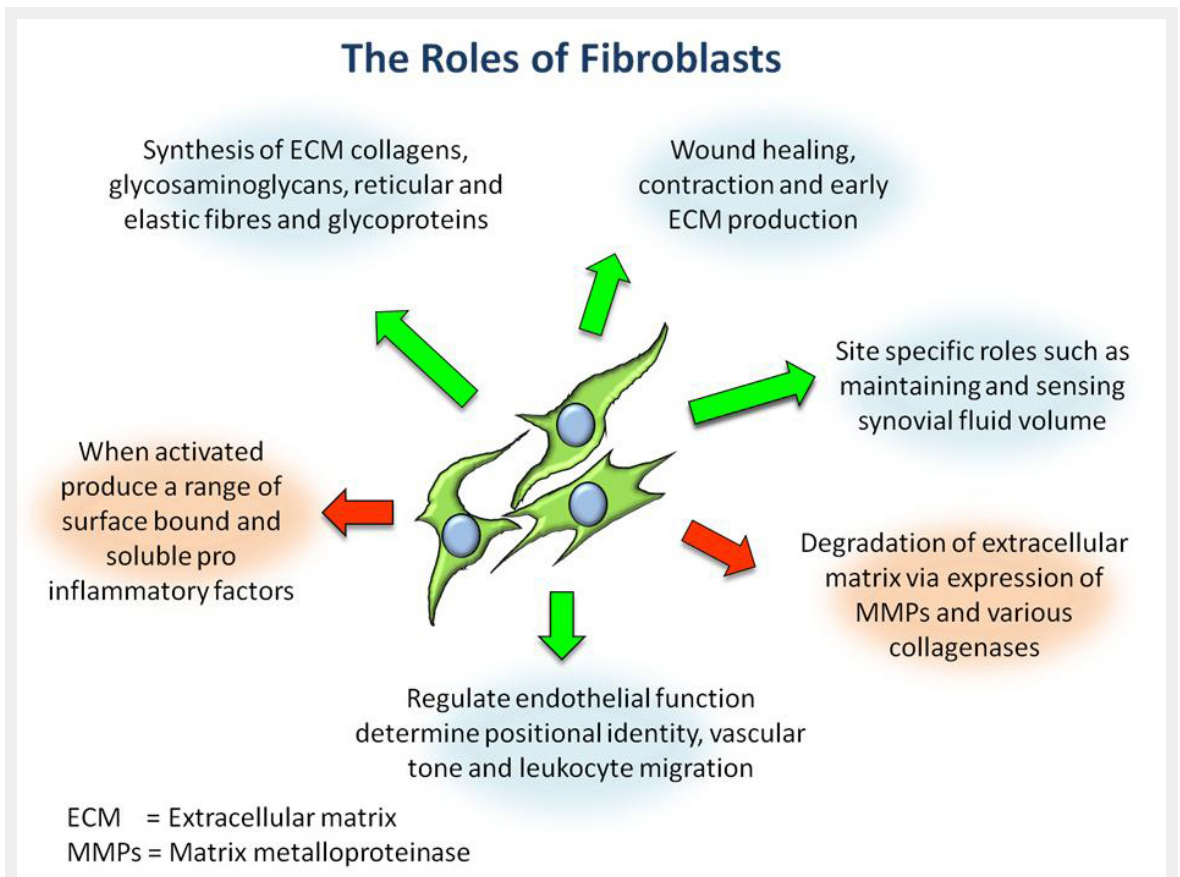 The Roles of Fibroblasts
Synthesis of ECM collagens,
glycosaminoglycans, reticular and
elastic fibres and glycoproteins
Wound healing,
contraction and early
ECM production
Site specific roles such as
maintaining and sensing
synovial fluid volume
When activated
produce a range of
surface bound and
soluble pro
inflammatory factors
Degradation of extracellular
matrix via expression of
MMPs and various
collagenases
Regulate endothelial function
determine positional identity, vascular
tone and leukocyte migration
ECM = Extracellular matrix
MMPs = Matrix metalloproteinase